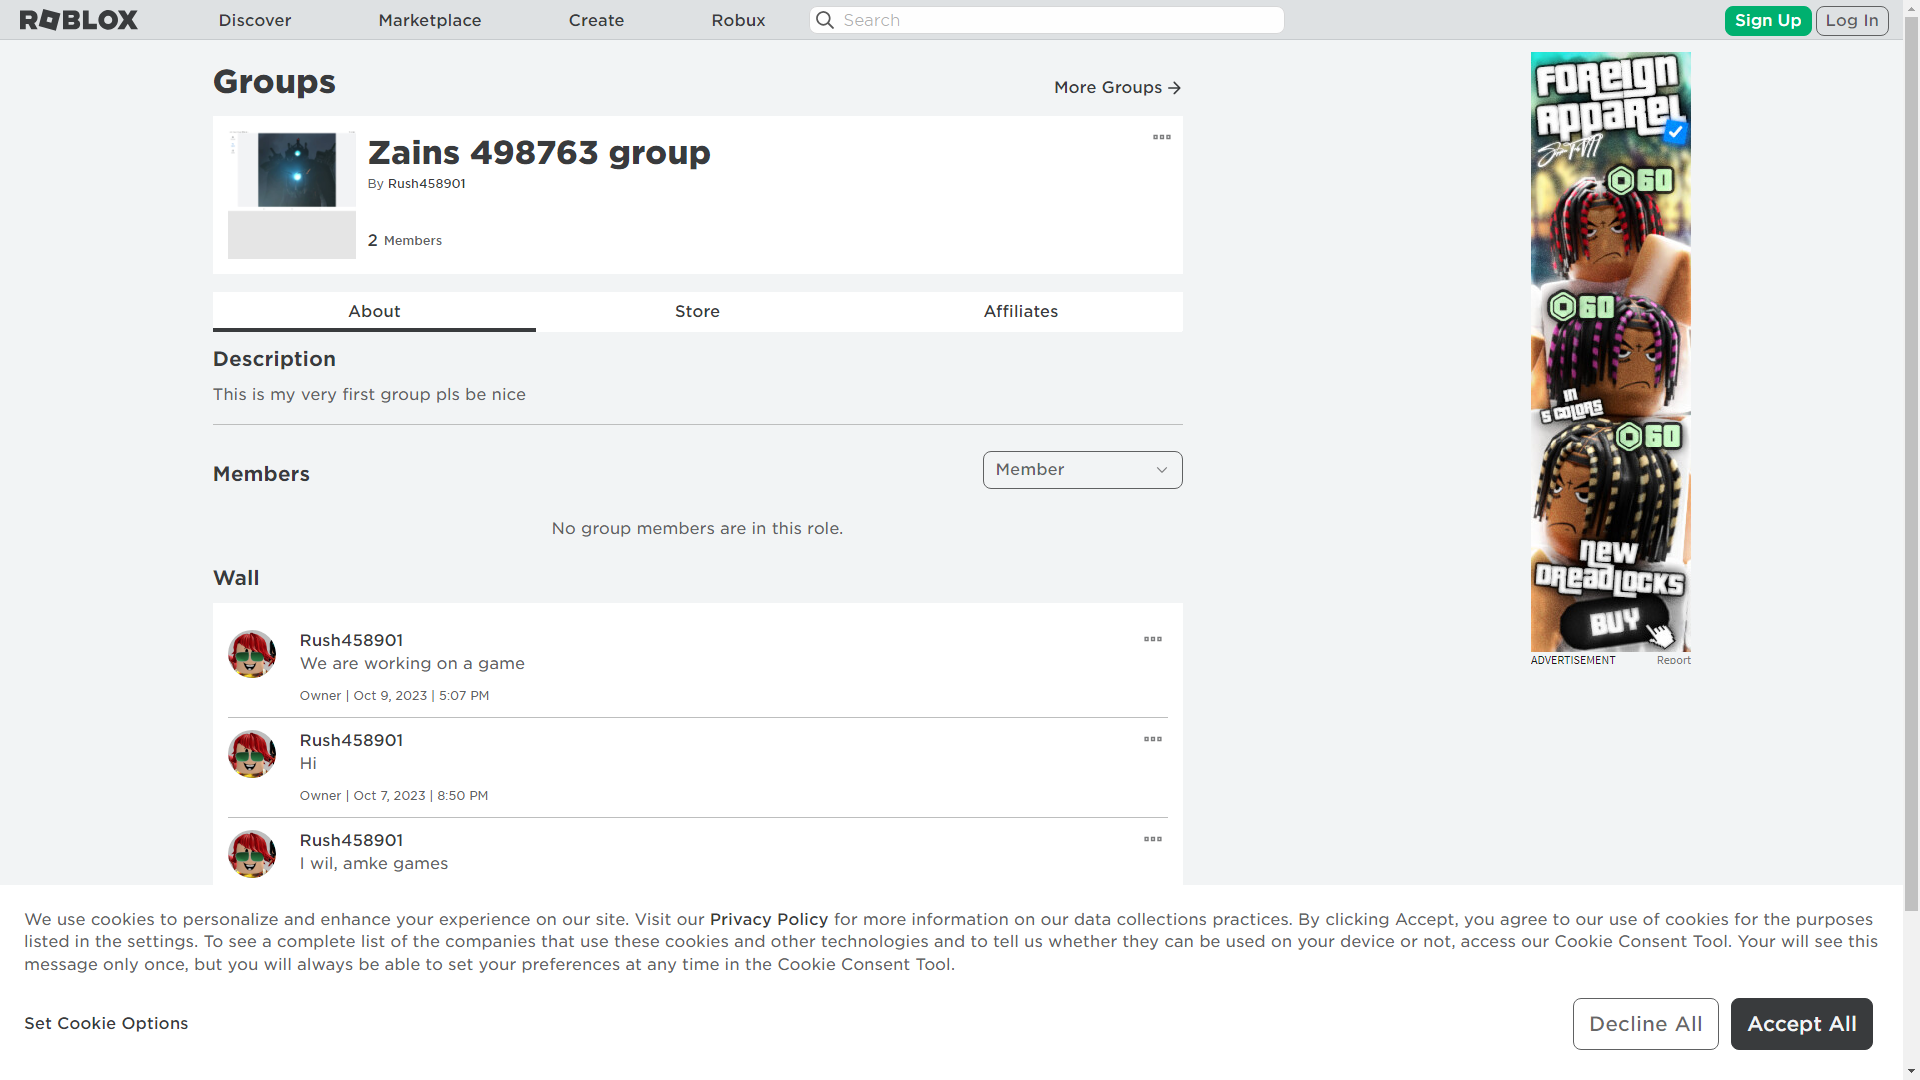 ROBLOX
Discover
Marketplace
Create
Robux
Search
Sign Up
Log In
Groups
More Groups
Zains 498763 group
By Rush458901
2 Members
About
Store
Affiliates
Description
This is my very first group pls be nice
Members
Member
No group members are in this role.
Wall
Rush458901
We are working on a game
Owner | Oct 9, 2023 | 5:07 PM
Rush458901
Hi
Owner | Oct 7, 2023 | 8:50 PM
Rush458901
I wil, amke games
FOREIGN
APPAREL
60
60
IN
5 COLORS
60
NEW
DREADLOCKS
BUY
ADVERTISEMENT
Report
We use cookies to personalize and enhance your experience on our site. Visit our Privacy Policy for more information on our data collections practices. By clicking Accept, you agree to our use of cookies for the purposes
listed in the settings. To see a complete list of the companies that use these cookies and other technologies and to tell us whether they can be used on your device or not, access our Cookie Consent Tool. Your will see this
message only once, but you will always be able to set your preferences at any time in the Cookie Consent Tool.
Set Cookie Options
Decline All
Accept All